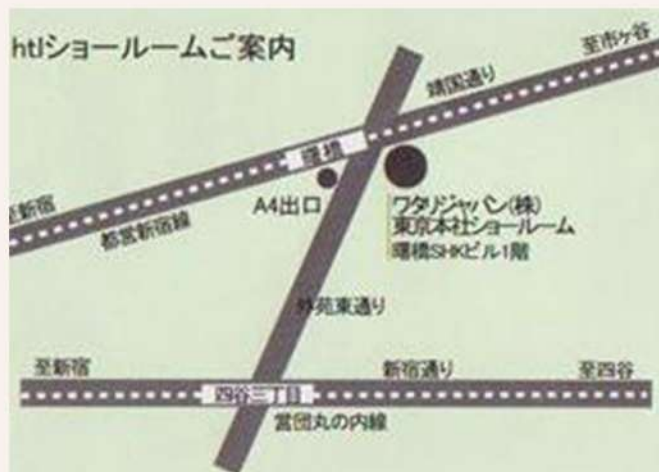 htlショールームご案内
至市ヶ谷
靖国通り
曙橋
A4出口
ワタリジャパン(株)
東京本社ショールーム
曙橋SHKビル1階
至新宿
都営新宿線
外苑東通り
至新宿
新宿通り
至四谷
四谷三丁目
営団丸の内線